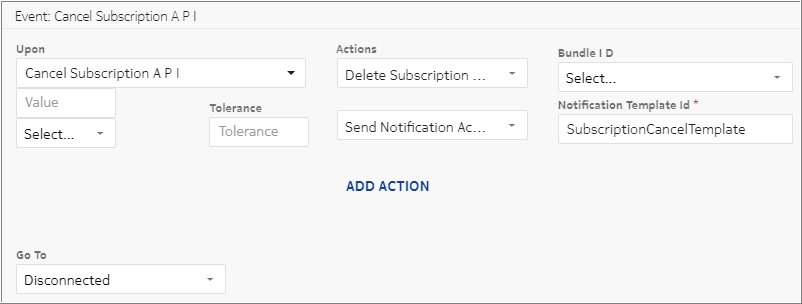 Event: Cancel Subscription A P I
Upon
Actions
Bundle I D
Cancel Subscription A P I
Delete Subscription ...
Select...
Value
Tolerance
Notification Template Id *
Select...
Tolerance
Send Notification Ac...
SubscriptionCancelTemplate
ADD ACTION
Go To
Disconnected